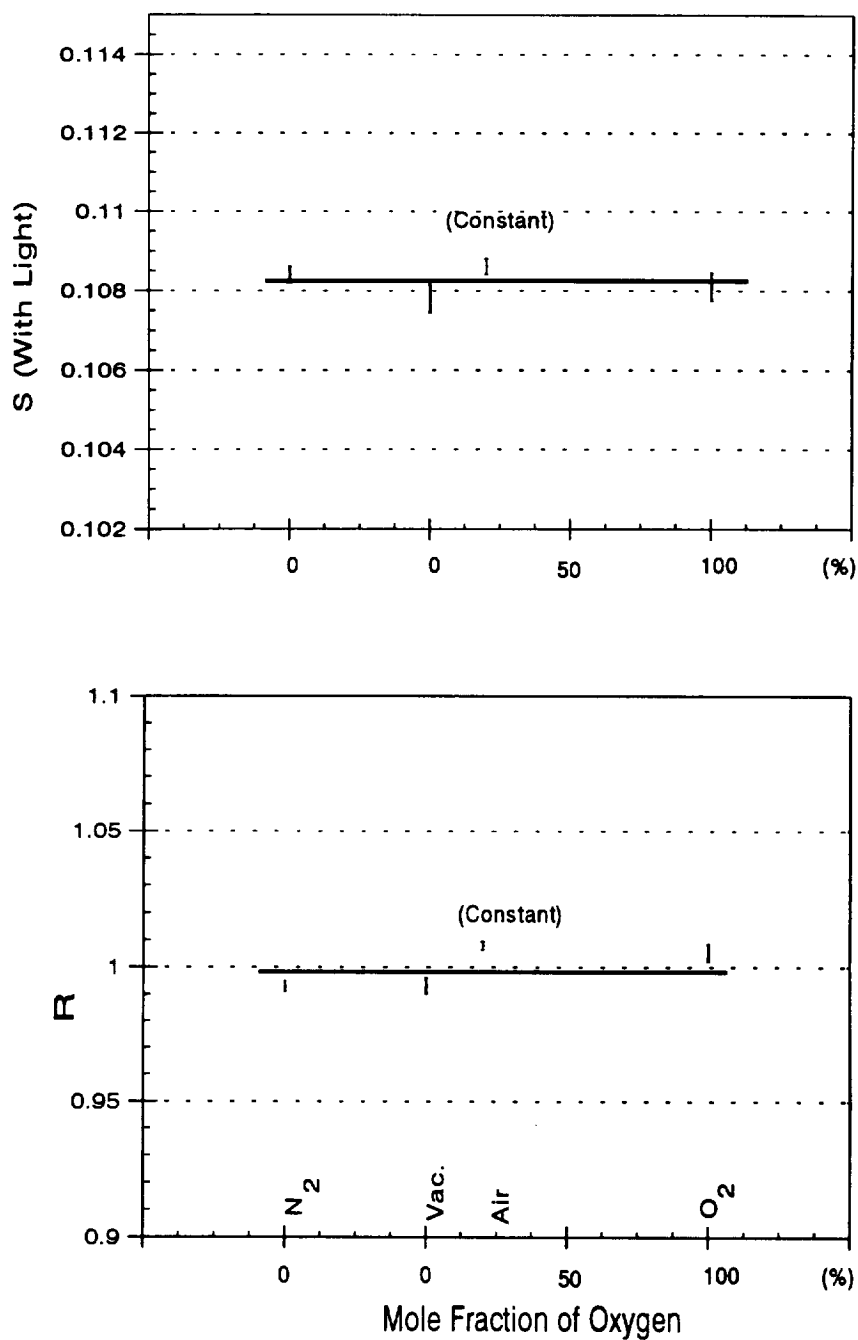 0.114
0.112
0.11
(Constant)
0.108
0.106
0.104
0.102
S (With Light)
0 0 50 100 (%)
1.1
1.05
(Constant)
1
0.95
0.9
R
N2 Vac. Air O2
0 0 50 100 (%)
Mole Fraction of Oxygen